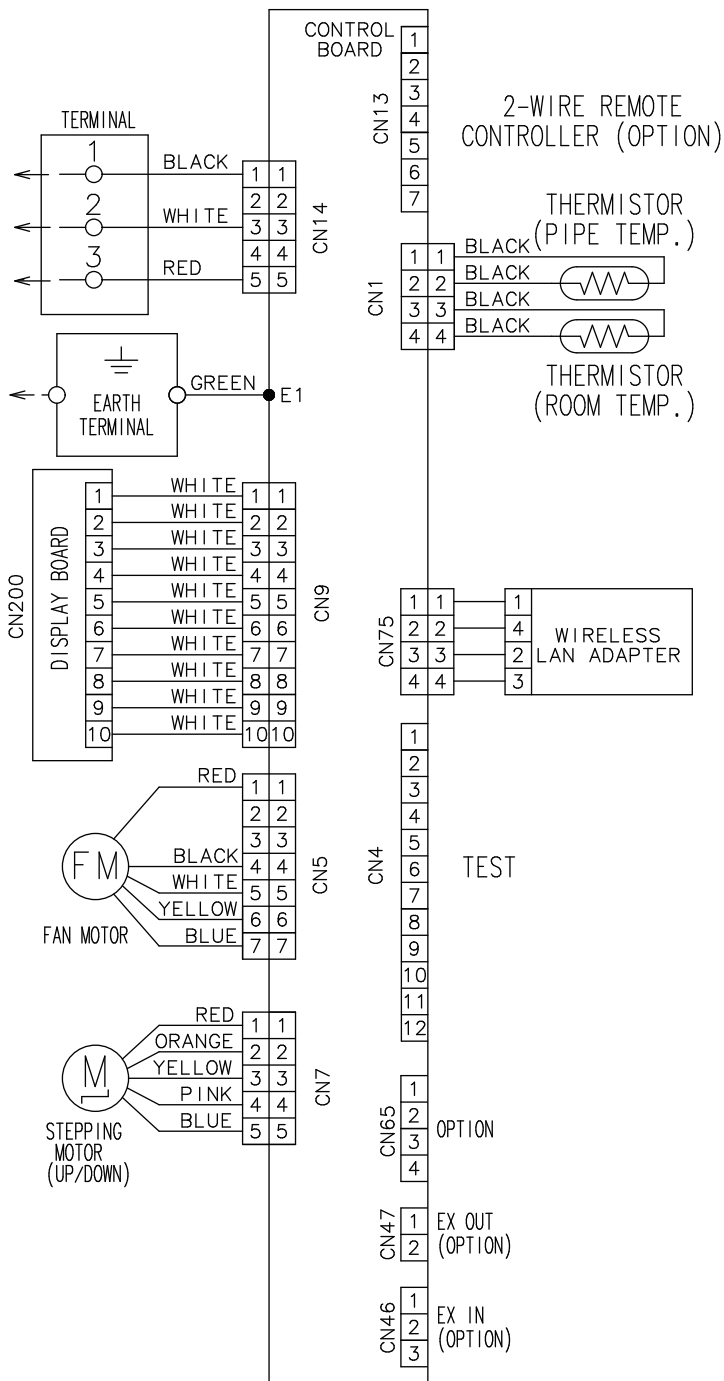 CONTROL
BOARD
CN13
1
2
3
4
5
6
7
2-WIRE REMOTE
CONTROLLER (OPTION)
TERMINAL
1
2
3
BLACK
WHITE
RED
1 1
2 2
3 3
4 4
5 5
CN14
THERMISTOR
(PIPE TEMP.)
CN1
1 1
2 2
3 3
4 4
BLACK
BLACK
BLACK
BLACK
THERMISTOR
(ROOM TEMP.)
EARTH
TERMINAL
GREEN
E1
CN200
DISPLAY BOARD
1
2
3
4
5
6
7
8
9
10
WHITE
WHITE
WHITE
WHITE
WHITE
WHITE
WHITE
WHITE
WHITE
WHITE
1 1
2 2
3 3
4 4
5 5
6 6
7 7
8 8
9 9
10 10
CN9
CN75
1 1
2 2
3 3
4 4
1
4
2
3
WIRELESS
LAN ADAPTER
FM
FAN MOTOR
RED
BLACK
WHITE
YELLOW
BLUE
1 1
2 2
3 3
4 4
5 5
6 6
7 7
CN5
CN4
1
2
3
4
5
6
7
8
9
10
11
12
TEST
M
STEPPING
MOTOR
(UP/DOWN)
RED
ORANGE
YELLOW
PINK
BLUE
1 1
2 2
3 3
4 4
5 5
CN7
CN65
1
2
3
4
OPTION
CN47
1
2
EX OUT
(OPTION)
CN46
1
2
3
EX IN
(OPTION)